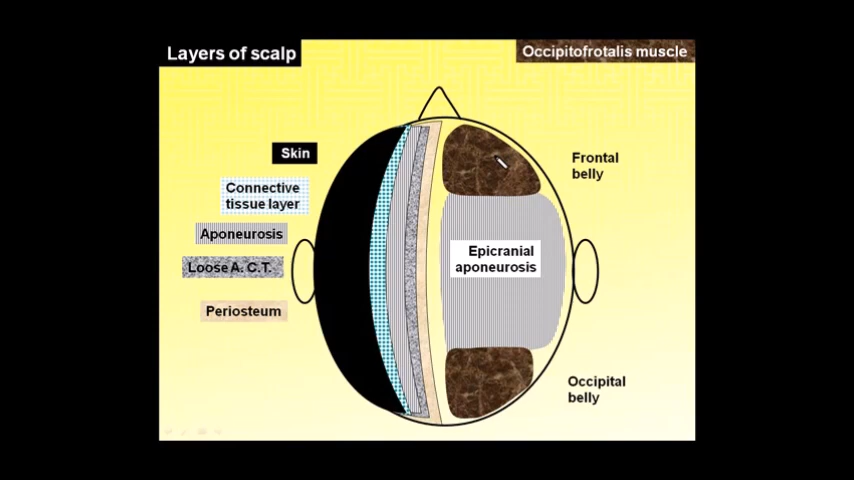 Layers of scalp
Occipitofrotalis muscle
Skin
Connective
tissue layer
Aponeurosis
Loose A. C.T.
Periosteum
Frontal
belly
Epicranial
aponeurosis
Occipital
belly